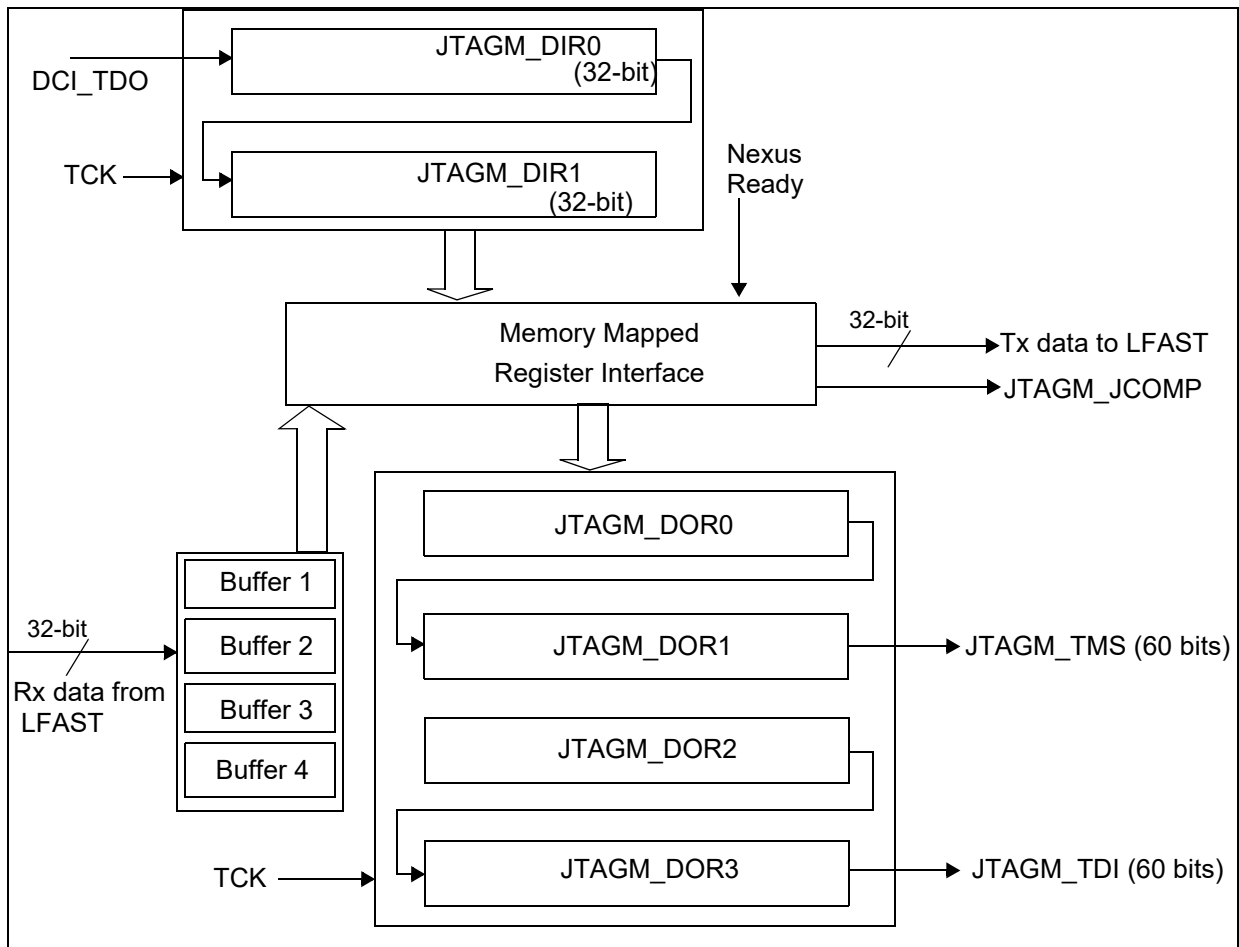 JTAGM_DIR0
(32-bit)
DCI_TDO
TCK
JTAGM_DIR1
(32-bit)
Nexus
Ready
Memory Mapped
Register Interface
32-bit
Tx data to LFAST
JTAGM_JCOMP
JTAGM_DOR0
Buffer 1
Buffer 2
Buffer 3
Buffer 4
32-bit
Rx data from
LFAST
JTAGM_DOR1
JTAGM_TMS (60 bits)
JTAGM_DOR2
TCK
JTAGM_DOR3
JTAGM_TDI (60 bits)